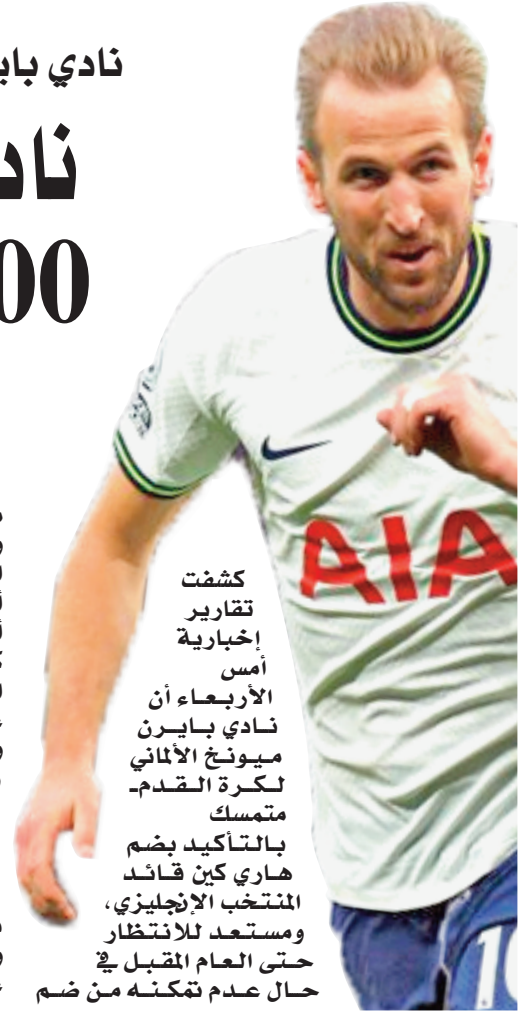 نادي
ناد
00
كشفت
تقارير
إخبارية
أمس
الأربعاء أن
نادي بايرن
ميونخ الألماني
لكرة القدم-
متمسك
بالتأكيد بضم
هاري كين قائد
المنتخب الإنجليزي،
ومستعد للانتظار
حتى العام المقبل في
حال عدم تمكنه من ضم
AIA
10